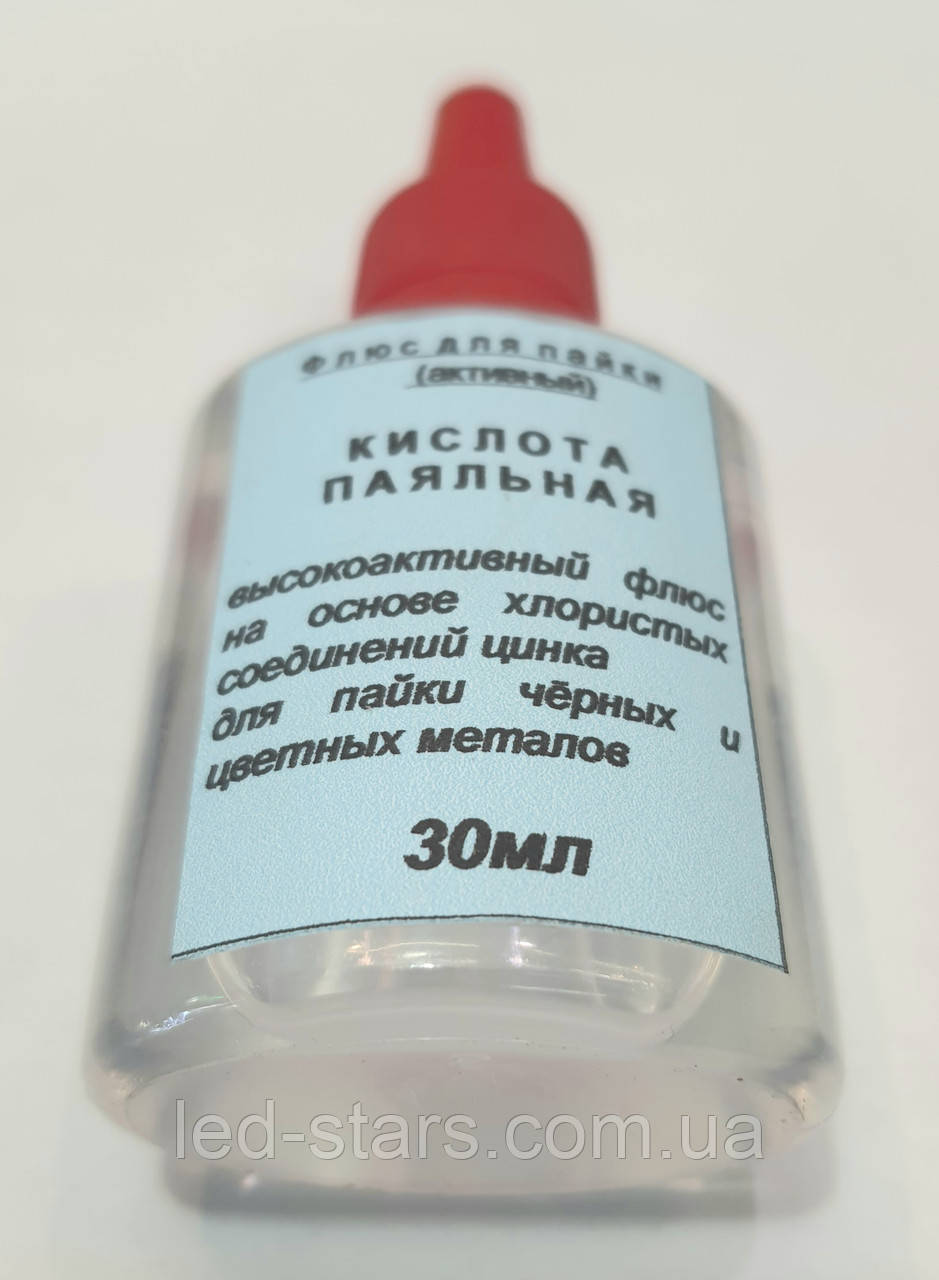 Флюс для пайки
(активный)
КИСЛОТА
ПАЯЛЬНАЯ
высокоактивный флюс
на основе хлористых
соединений цинка
для пайки чёрных и
цветных металов
30мл
led-stars.com.ua